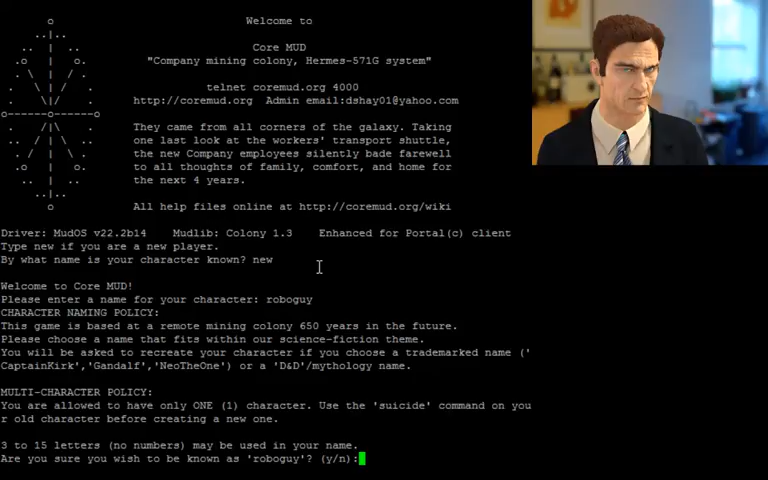 Welcome to
Core MUD
"Company mining colony, Hermes-571G system"
telnet coremud.org 4000
http://coremud.org  Admin email:dshay01@yahoo.com
They came from all corners of the galaxy. Taking
one last look at the workers' transport shuttle,
the new Company employees silently bade farewell
to all thoughts of family, comfort, and home for
the next 4 years.
All help files online at http://coremud.org/wiki
Driver: MudOS v22.2b14    Mudlib: Colony 1.3    Enhanced for Portal(c) client
Type new if you are a new player.
By what name is your character known? new
Welcome to Core MUD!
Please enter a name for your character: roboguy
CHARACTER NAMING POLICY:
This game is based at a remote mining colony 650 years in the future.
Please choose a name that fits within our science-fiction theme.
You will be asked to recreate your character if you choose a trademarked name ('
CaptainKirk','Gandalf','NeoTheOne') or a 'D&D'/mythology name.
MULTI-CHARACTER POLICY:
You are allowed to have only ONE (1) character. Use the 'suicide' command on you
r old character before creating a new one.
3 to 15 letters (no numbers) may be used in your name.
Are you sure you wish to be known as 'roboguy'? (y/n):